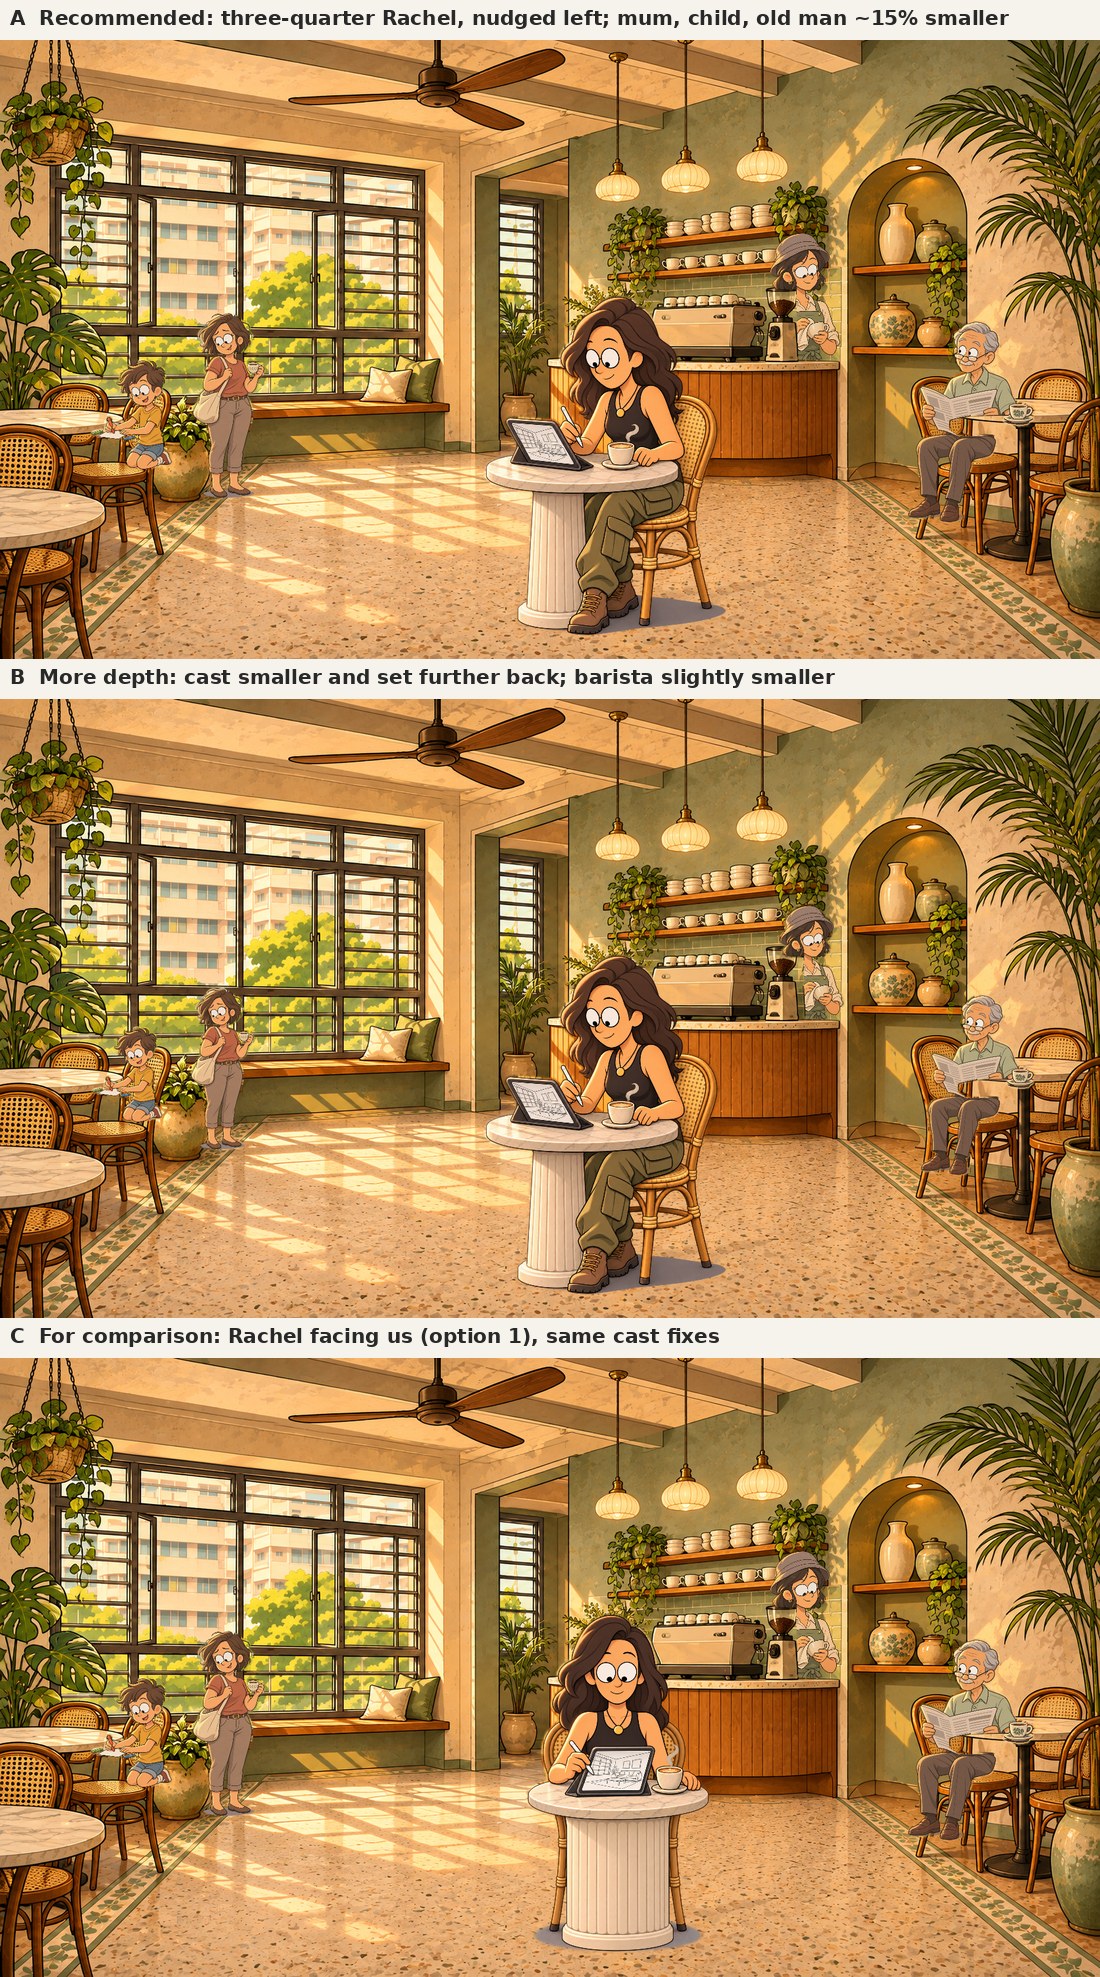 A Recommended: three-quarter Rachel, nudged left; mum, child, old man ~15% smaller
B More depth: cast smaller and set further back; barista slightly smaller
C For comparison: Rachel facing us (option 1), same cast fixes